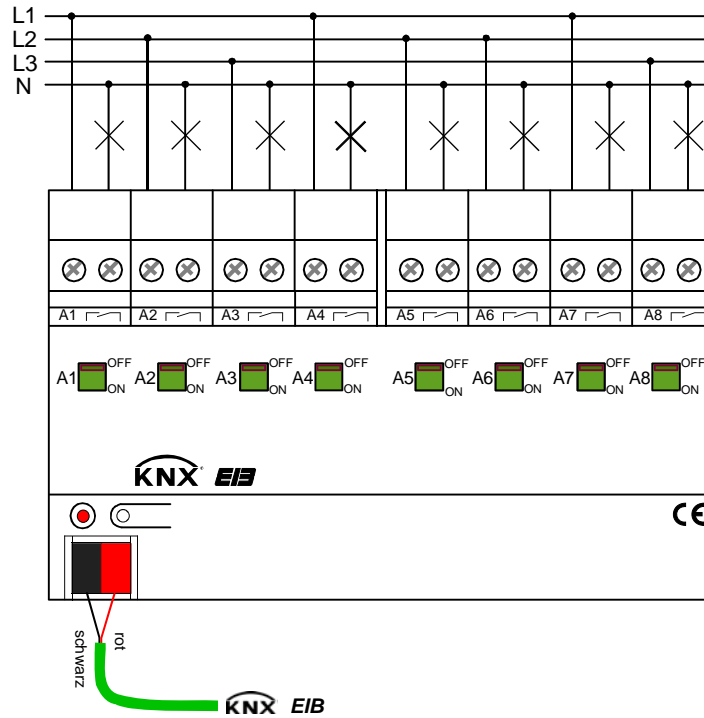 L1
L2
L3
N
A1 A2 A3 A4 A5 A6 A7 A8
OFF OFF OFF OFF OFF OFF OFF OFF
A1 A2 A3 A4 A5 A6 A7 A8
ON ON ON ON ON ON ON ON
KNX EIB
CE
schwarz rot
KNX EIB